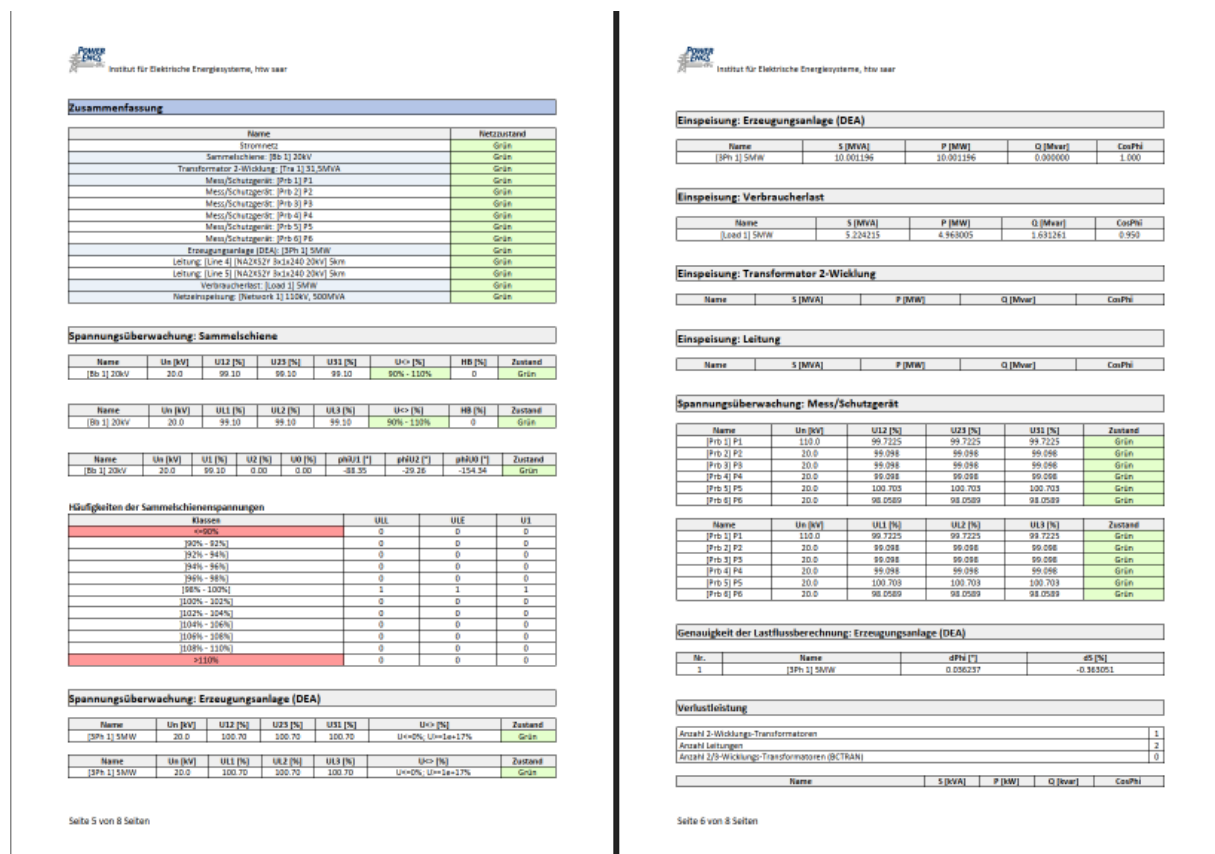 POWER
ENGS
Institut für Elektrische Energiesysteme, htw saar
Zusammenfassung
Name Netzzustand
Stromnetz Grün
Sammelschiene: [Bb 1] 20kV Grün
Transformator 2-Wicklung: [Tra 1] 31,5MVA Grün
Mess/Schutzgerät: [Prb 1] P1 Grün
Mess/Schutzgerät: [Prb 2] P2 Grün
Mess/Schutzgerät: [Prb 3] P3 Grün
Mess/Schutzgerät: [Prb 4] P4 Grün
Mess/Schutzgerät: [Prb 5] P5 Grün
Mess/Schutzgerät: [Prb 6] P6 Grün
Erzeugungsanlage (DEA): [3Ph 1] 5MW Grün
Leitung: [Line 4] [NA2XS2Y 3x1x240 20kV] 5km Grün
Leitung: [Line 5] [NA2XS2Y 3x1x240 20kV] 5km Grün
Verbraucherlast: [Load 1] 5MW Grün
Netzeinspeisung: [Network 1] 110kV, 500MVA Grün
Spannungsüberwachung: Sammelschiene
Name Un [kV] U12 [%] U23 [%] U31 [%] U<> [%] HB [%] Zustand
[Bb 1] 20kV 20.0 99.10 99.10 99.10 90% - 110% 0 Grün
Name Un [kV] UL1 [%] UL2 [%] UL3 [%] U<> [%] HB [%] Zustand
[Bb 1] 20kV 20.0 99.10 99.10 99.10 90% - 110% 0 Grün
Name Un [kV] U1 [%] U2 [%] U0 [%] phiU1 [°] phiU2 [°] phiU0 [°] Zustand
[Bb 1] 20kV 20.0 99.10 0.00 0.00 -88.35 -29.26 -154.34 Grün
Häufigkeiten der Sammelschienenspannungen
Klassen ULL ULE U1
<=90% 0 0 0
]90% - 92%] 0 0 0
]92% - 94%] 0 0 0
]94% - 96%] 0 0 0
]96% - 98%] 0 0 0
]98% - 100%] 1 1 1
]100% - 102%] 0 0 0
]102% - 104%] 0 0 0
]104% - 106%] 0 0 0
]106% - 108%] 0 0 0
]108% - 110%] 0 0 0
>110% 0 0 0
Spannungsüberwachung: Erzeugungsanlage (DEA)
Name Un [kV] U12 [%] U23 [%] U31 [%] U<> [%] Zustand
[3Ph 1] 5MW 20.0 100.70 100.70 100.70 U<=0%; U>=1e+17% Grün
Name Un [kV] UL1 [%] UL2 [%] UL3 [%] U<> [%] Zustand
[3Ph 1] 5MW 20.0 100.70 100.70 100.70 U<=0%; U>=1e+17% Grün
Seite 5 von 8 Seiten
POWER
ENGS
Institut für Elektrische Energiesysteme, htw saar
Einspeisung: Erzeugungsanlage (DEA)
Name S [MVA] P [MW] Q [Mvar] CosPhi
[3Ph 1] 5MW 10.001196 10.001196 0.000000 1.000
Einspeisung: Verbraucherlast
Name S [MVA] P [MW] Q [Mvar] CosPhi
[Load 1] 5MW 5.224215 4.963005 1.631261 0.950
Einspeisung: Transformator 2-Wicklung
Name S [MVA] P [MW] Q [Mvar] CosPhi
Einspeisung: Leitung
Name S [MVA] P [MW] Q [Mvar] CosPhi
Spannungsüberwachung: Mess/Schutzgerät
Name Un [kV] U12 [%] U23 [%] U31 [%] Zustand
[Prb 1] P1 110.0 99.7225 99.7225 99.7225 Grün
[Prb 2] P2 20.0 99.098 99.098 99.098 Grün
[Prb 3] P3 20.0 99.098 99.098 99.098 Grün
[Prb 4] P4 20.0 99.098 99.098 99.098 Grün
[Prb 5] P5 20.0 100.703 100.703 100.703 Grün
[Prb 6] P6 20.0 98.0589 98.0589 98.0589 Grün
Name Un [kV] UL1 [%] UL2 [%] UL3 [%] Zustand
[Prb 1] P1 110.0 99.7225 99.7225 99.7225 Grün
[Prb 2] P2 20.0 99.098 99.098 99.098 Grün
[Prb 3] P3 20.0 99.098 99.098 99.098 Grün
[Prb 4] P4 20.0 99.098 99.098 99.098 Grün
[Prb 5] P5 20.0 100.703 100.703 100.703 Grün
[Prb 6] P6 20.0 98.0589 98.0589 98.0589 Grün
Genauigkeit der Lastflussberechnung: Erzeugungsanlage (DEA)
Nr. Name dPhi [°] dS [%]
1 [3Ph 1] 5MW 0.036237 -0.363051
Verlustleistung
Anzahl 2-Wicklungs-Transformatoren 1
Anzahl Leitungen 2
Anzahl 2/3-Wicklungs-Transformatoren (BCTRAN) 0
Name S [kVA] P [kW] Q [kvar] CosPhi
Seite 6 von 8 Seiten